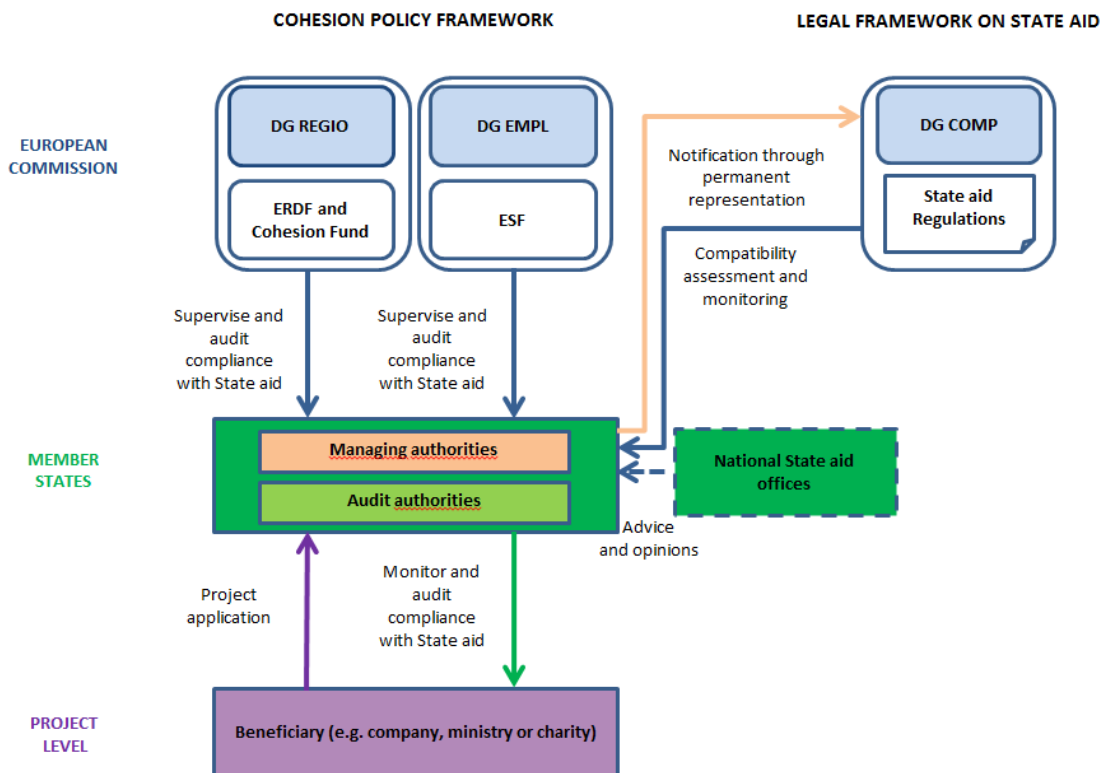 COHESION POLICY FRAMEWORK
LEGAL FRAMEWORK ON STATE AID
EUROPEAN
COMMISSION
DG REGIO
ERDF and
Cohesion Fund
DG EMPL
ESF
Notification through
permanent
representation
DG COMP
State aid
Regulations
Compatibility
assessment and
monitoring
Supervise and
audit
compliance
with State aid
Supervise and
audit
compliance
with State aid
MEMBER
STATES
Managing authorities
Audit authorities
National State aid
offices
Advice
and opinions
Project
application
Monitor and
audit
compliance
with State aid
PROJECT
LEVEL
Beneficiary (e.g. company, ministry or charity)